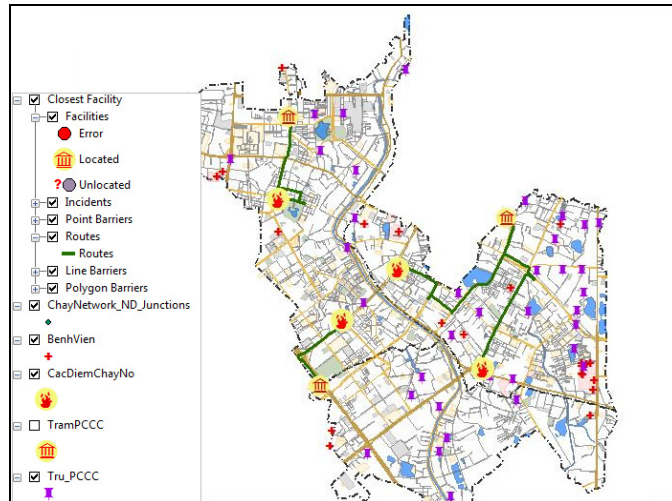 Closest Facility
Facilities
Error
Located
?
Unlocated
Incidents
Point Barriers
Routes
Routes
Line Barriers
Polygon Barriers
ChayNetwork_ND_Junctions
BenhVien
CacDiemChayNo
TramPCCC
Tru_PCCC